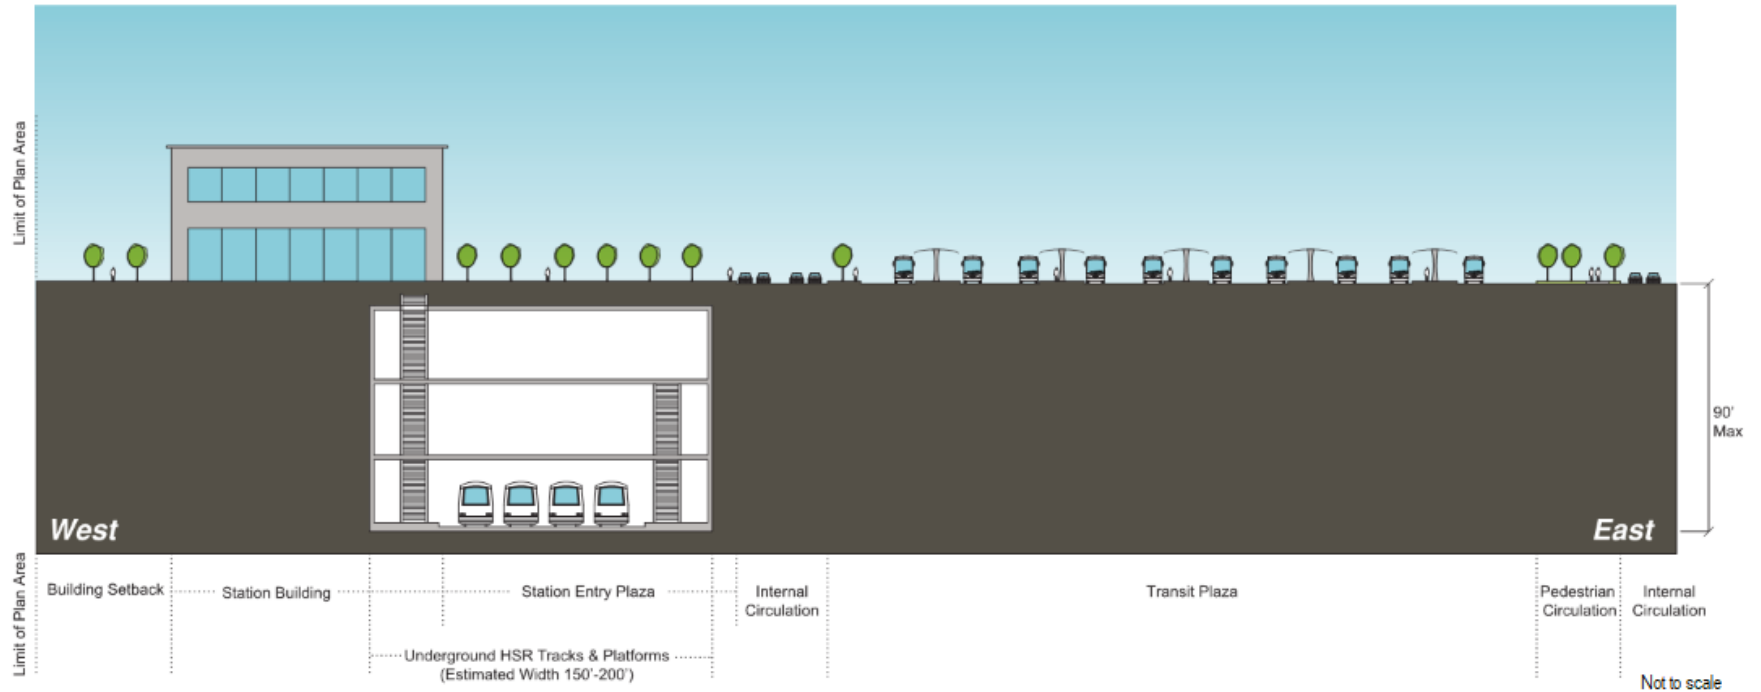 Limit of Plan Area
90'
Max
West
East
Limit of Plan Area
Building Setback
Station Building
Station Entry Plaza
Internal
Circulation
Transit Plaza
Pedestrian
Circulation
Internal
Circulation
Underground HSR Tracks & Platforms
(Estimated Width 150'-200')
Not to scale